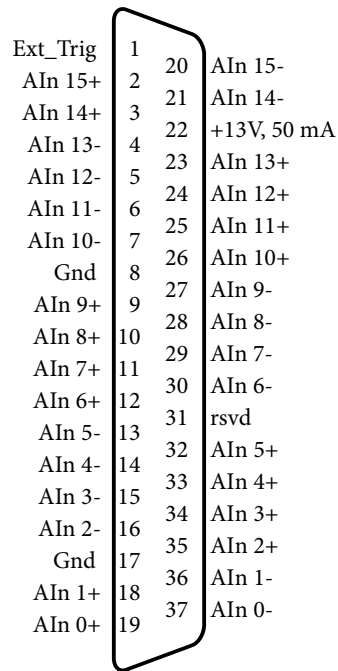 Ext_Trig 1
20 AIn 15-
AIn 15+ 2
21 AIn 14-
AIn 14+ 3
22 +13V, 50 mA
AIn 13- 4
23 AIn 13+
AIn 12- 5
24 AIn 12+
AIn 11- 6
25 AIn 11+
AIn 10- 7
26 AIn 10+
Gnd 8
27 AIn 9-
AIn 9+ 9
28 AIn 8-
AIn 8+ 10
29 AIn 7-
AIn 7+ 11
30 AIn 6-
AIn 6+ 12
31 rsvd
AIn 5- 13
32 AIn 5+
AIn 4- 14
33 AIn 4+
AIn 3- 15
34 AIn 3+
AIn 2- 16
35 AIn 2+
Gnd 17
36 AIn 1-
AIn 1+ 18
37 AIn 0-
AIn 0+ 19